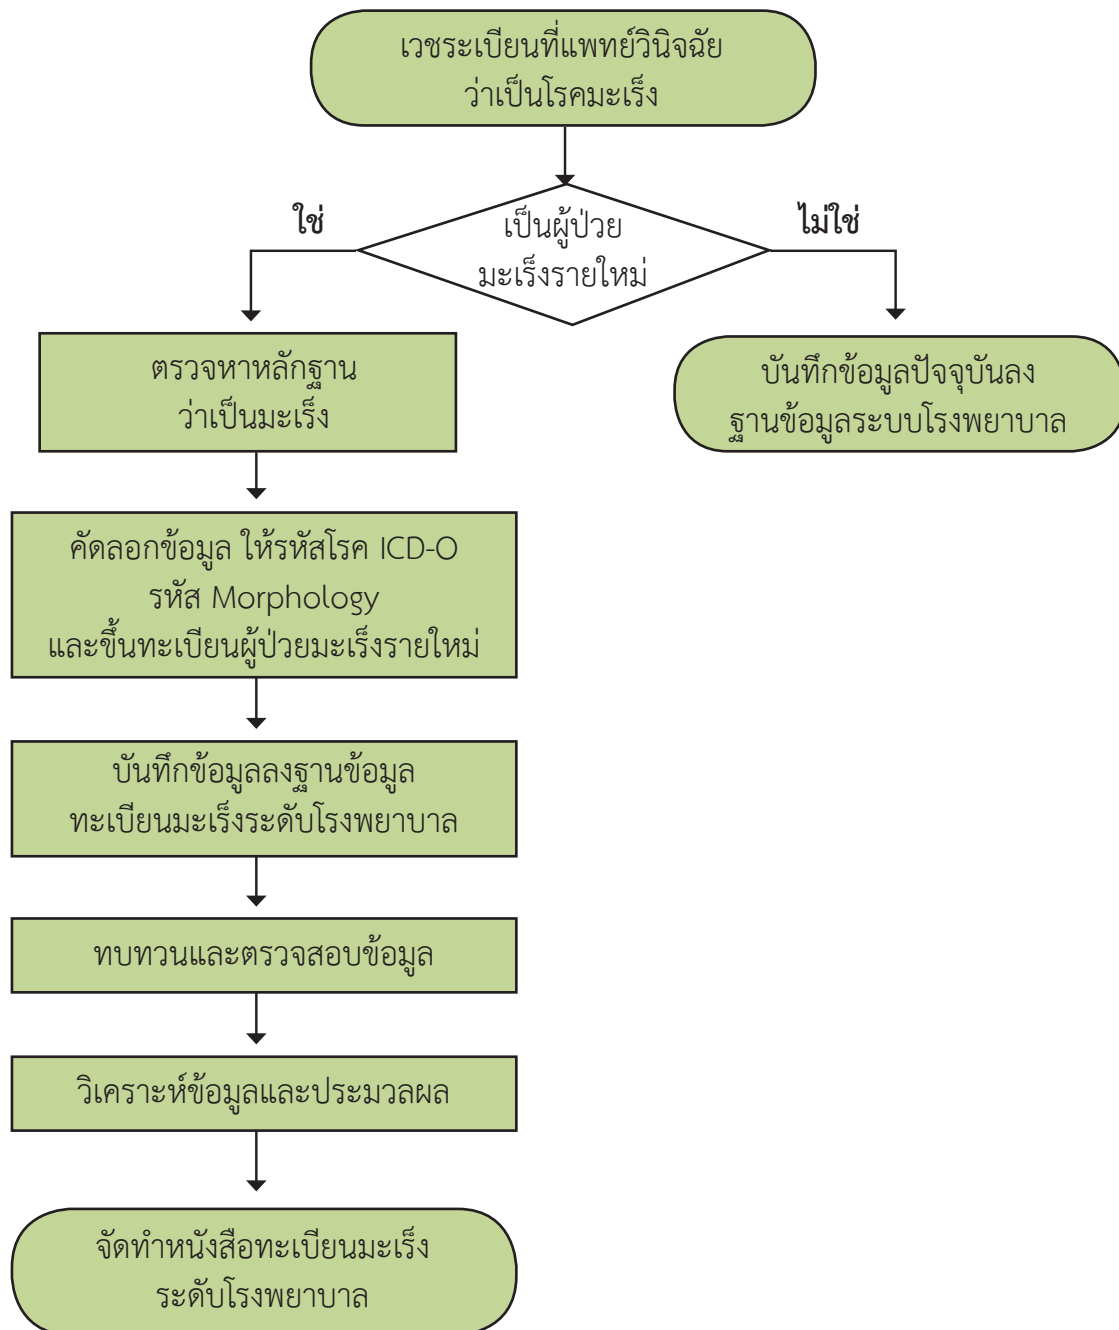 เวชระเบียนที่แพทย์วินิจฉัย
ว่าเป็นโรคมะเร็ง
ใช่
เป็นผู้ป่วย
มะเร็งรายใหม่
ไม่ใช่
ตรวจหาหลักฐาน
ว่าเป็นมะเร็ง
บันทึกข้อมูลปัจจุบันลง
ฐานข้อมูลระบบโรงพยาบาล
คัดลอกข้อมูล ให้รหัสโรค ICD-O
รหัส Morphology
และขึ้นทะเบียนผู้ป่วยมะเร็งรายใหม่
บันทึกข้อมูลลงฐานข้อมูล
ทะเบียนมะเร็งระดับโรงพยาบาล
ทบทวนและตรวจสอบข้อมูล
วิเคราะห์ข้อมูลและประมวลผล
จัดทำหนังสือทะเบียนมะเร็ง
ระดับโรงพยาบาล